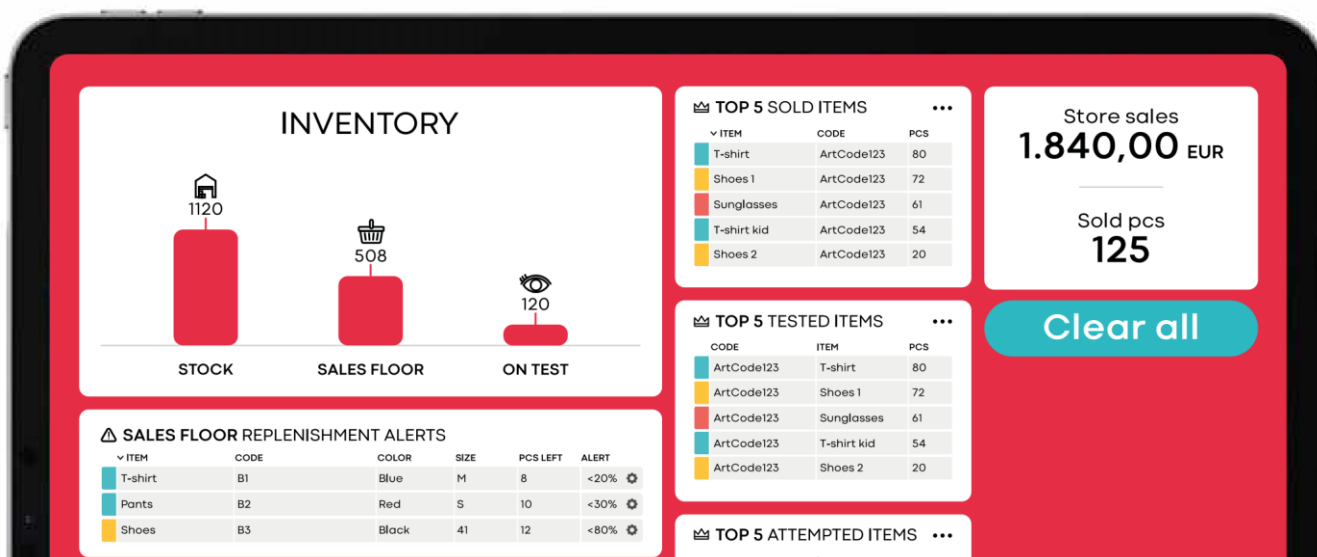 INVENTORY
1120
508
120
STOCK SALES FLOOR ON TEST
SALES FLOOR REPLENISHMENT ALERTS
ITEM CODE COLOR SIZE PCS LEFT ALERT
T-shirt B1 Blue M 8 <20%
Pants B2 Red S 10 <30%
Shoes B3 Black 41 12 <80%
TOP 5 SOLD ITEMS
ITEM CODE PCS
T-shirt ArtCode123 80
Shoes 1 ArtCode123 72
Sunglasses ArtCode123 61
T-shirt kid ArtCode123 54
Shoes 2 ArtCode123 20
TOP 5 TESTED ITEMS
CODE ITEM PCS
ArtCode123 T-shirt 80
ArtCode123 Shoes 1 72
ArtCode123 Sunglasses 61
ArtCode123 T-shirt kid 54
ArtCode123 Shoes 2 20
TOP 5 ATTEMPTED ITEMS
Store sales
1.840,00 EUR
Sold pcs
125
Clear all